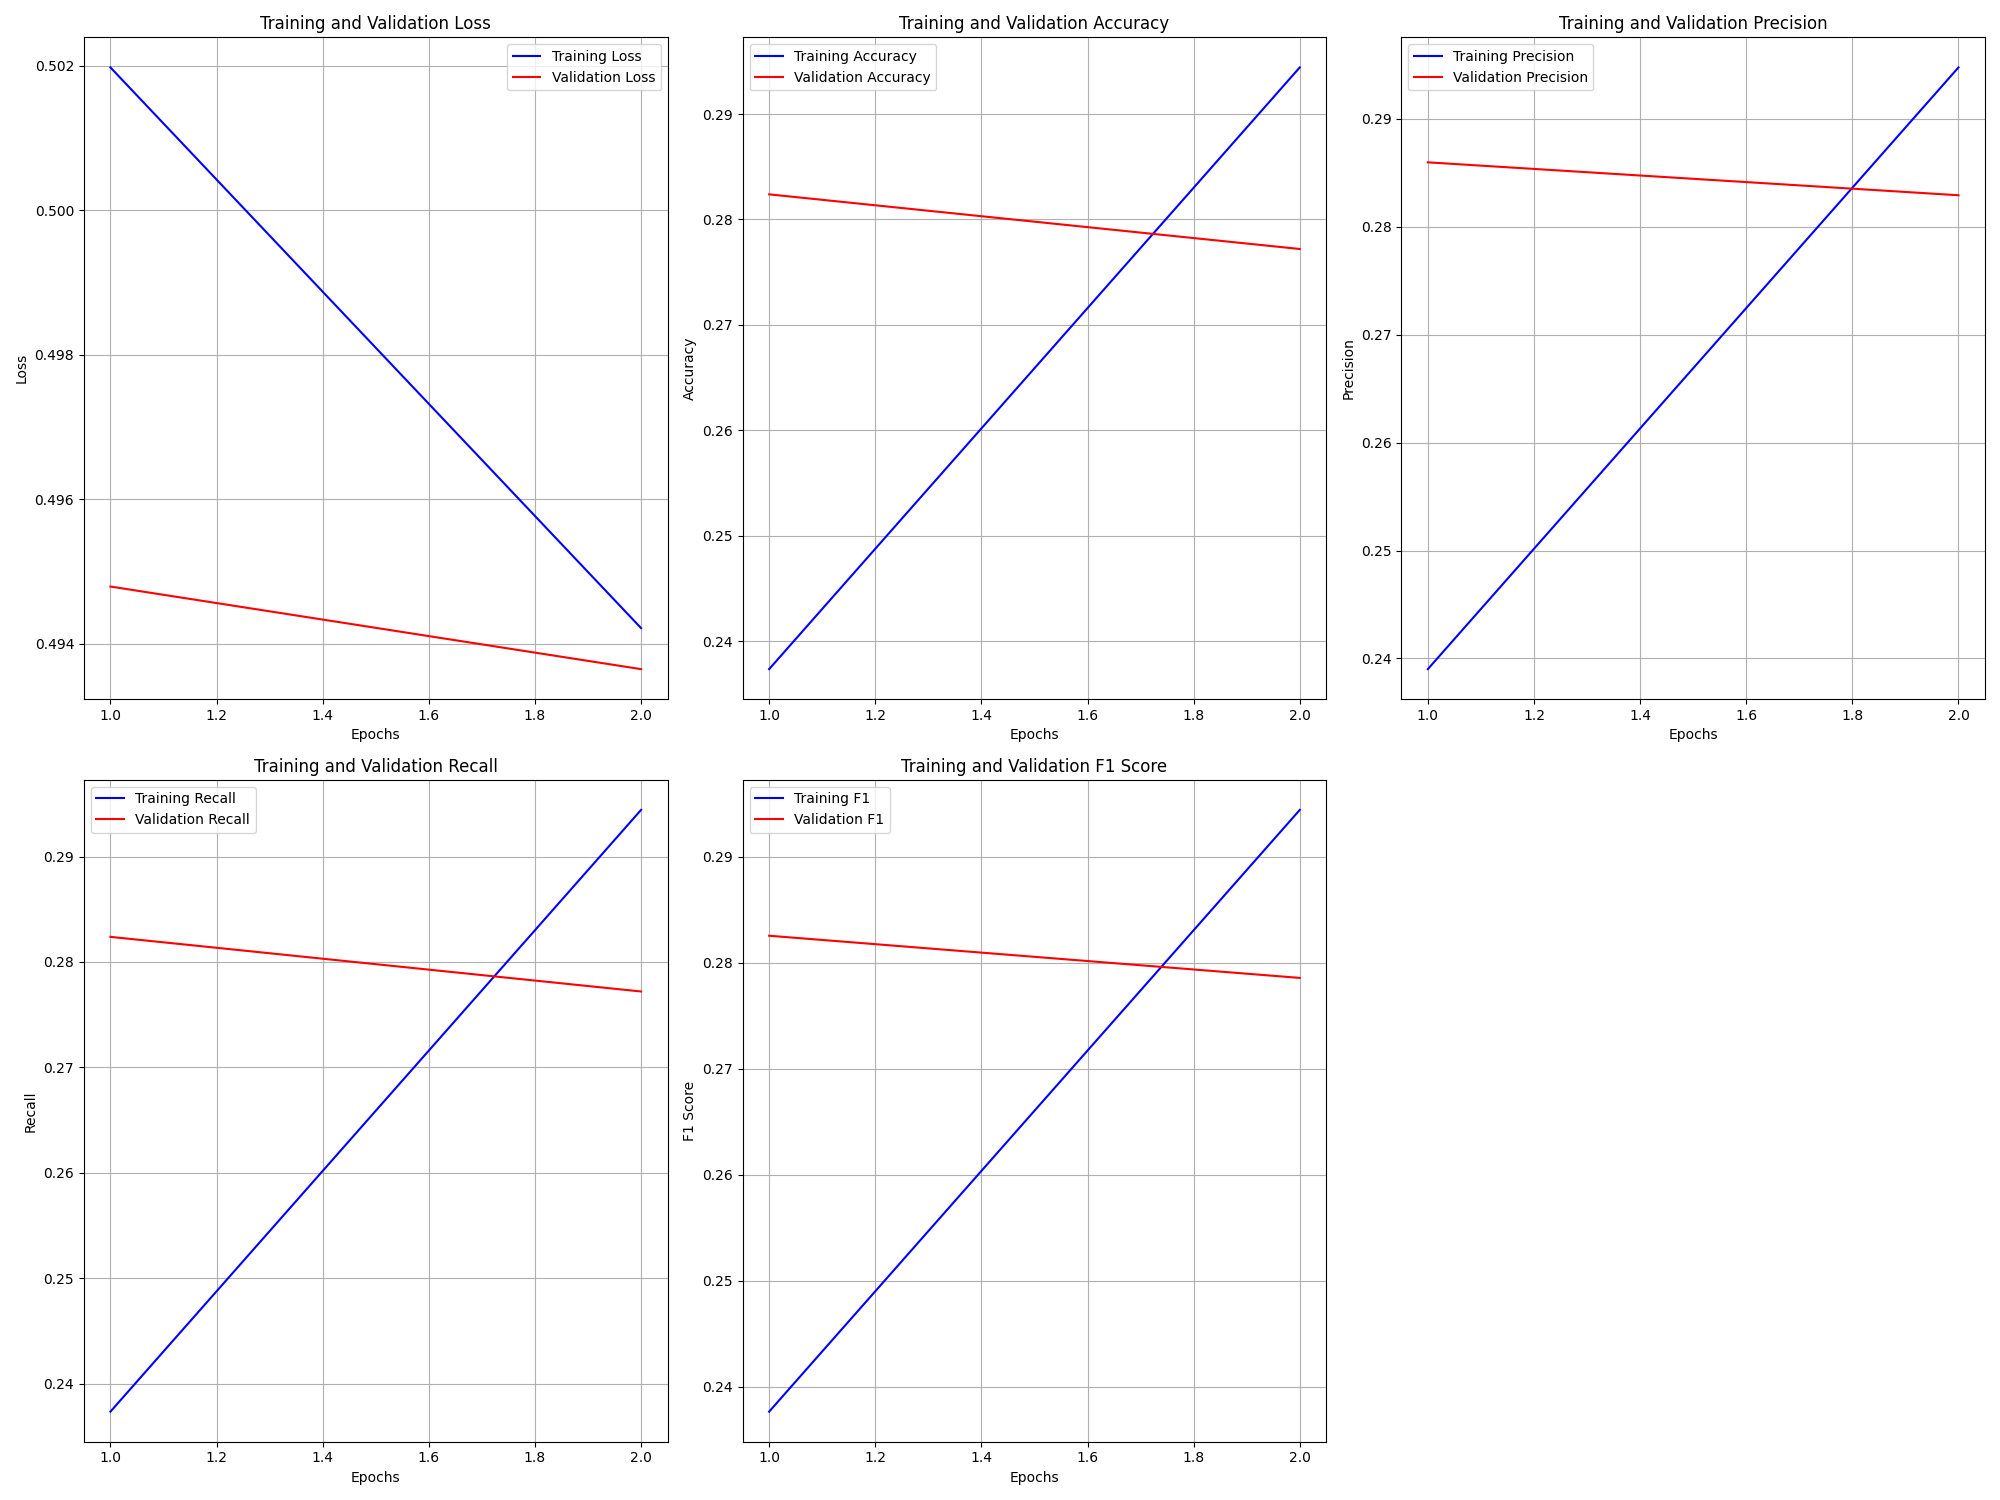 Training and Validation Loss
Training Loss
Validation Loss
0.502
0.500
0.498
0.496
0.494
Loss
1.0 1.2 1.4 1.6 1.8 2.0
Epochs
Training and Validation Accuracy
Training Accuracy
Validation Accuracy
0.29
0.28
0.27
0.26
0.25
0.24
Accuracy
1.0 1.2 1.4 1.6 1.8 2.0
Epochs
Training and Validation Precision
Training Precision
Validation Precision
0.29
0.28
0.27
0.26
0.25
0.24
Precision
1.0 1.2 1.4 1.6 1.8 2.0
Epochs
Training and Validation Recall
Training Recall
Validation Recall
0.29
0.28
0.27
0.26
0.25
0.24
Recall
1.0 1.2 1.4 1.6 1.8 2.0
Epochs
Training and Validation F1 Score
Training F1
Validation F1
0.29
0.28
0.27
0.26
0.25
0.24
F1 Score
1.0 1.2 1.4 1.6 1.8 2.0
Epochs